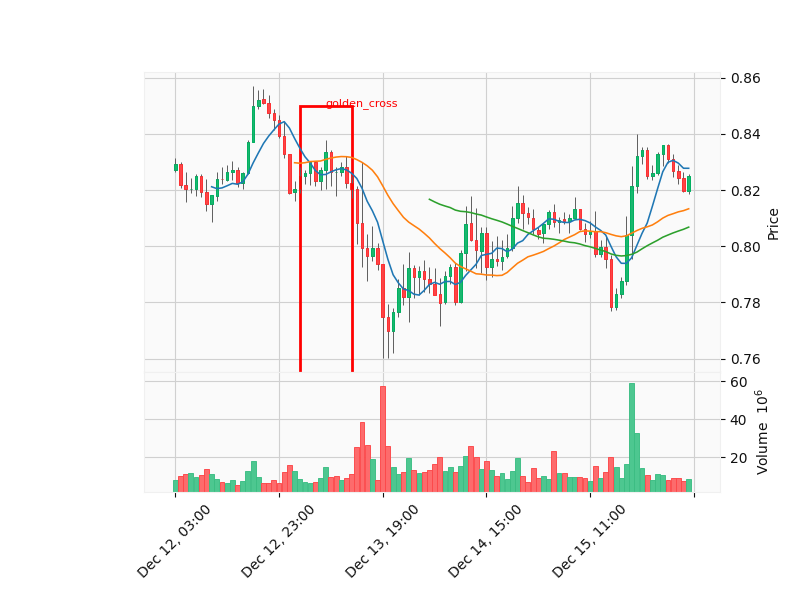 golden_cross
0.86
0.84
0.82
0.80
0.78
0.76
Price
60
40
20
Volume 10^6
Dec 12, 03:00
Dec 12, 23:00
Dec 13, 19:00
Dec 14, 15:00
Dec 15, 11:00